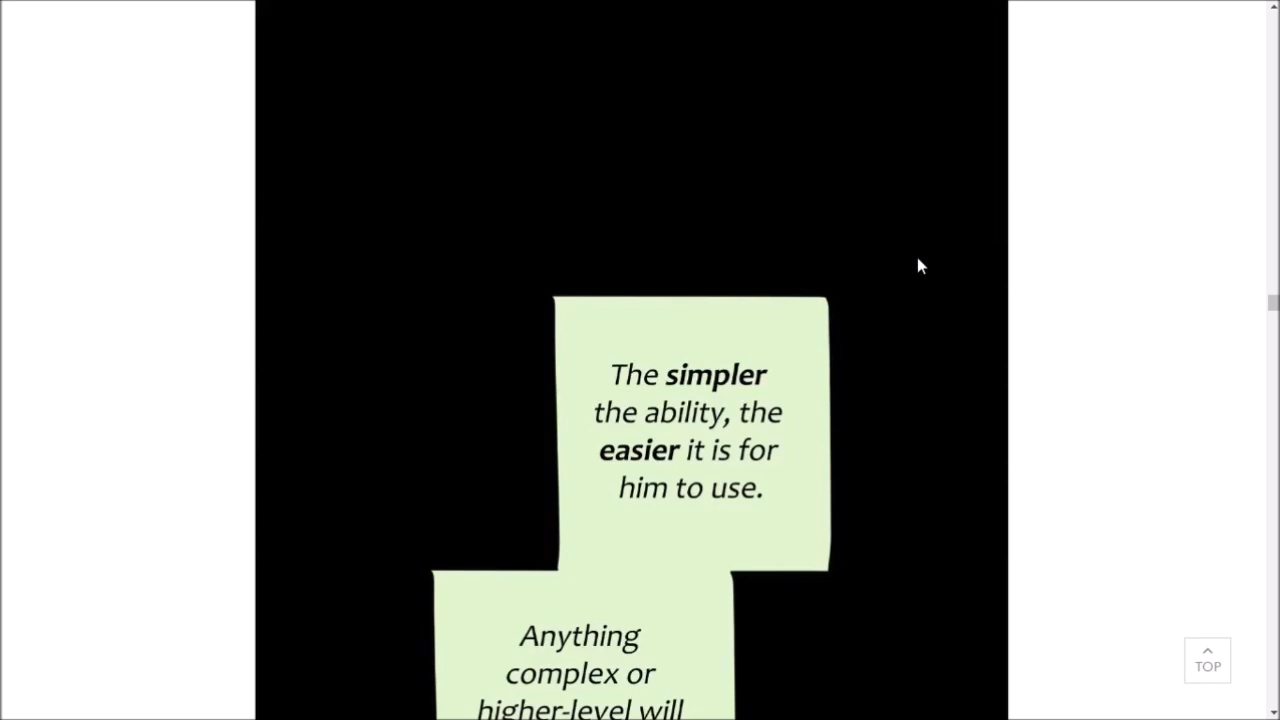 The simpler
the ability, the
easier it is for
him to use.
Anything
complex or
higher-level will
TOP